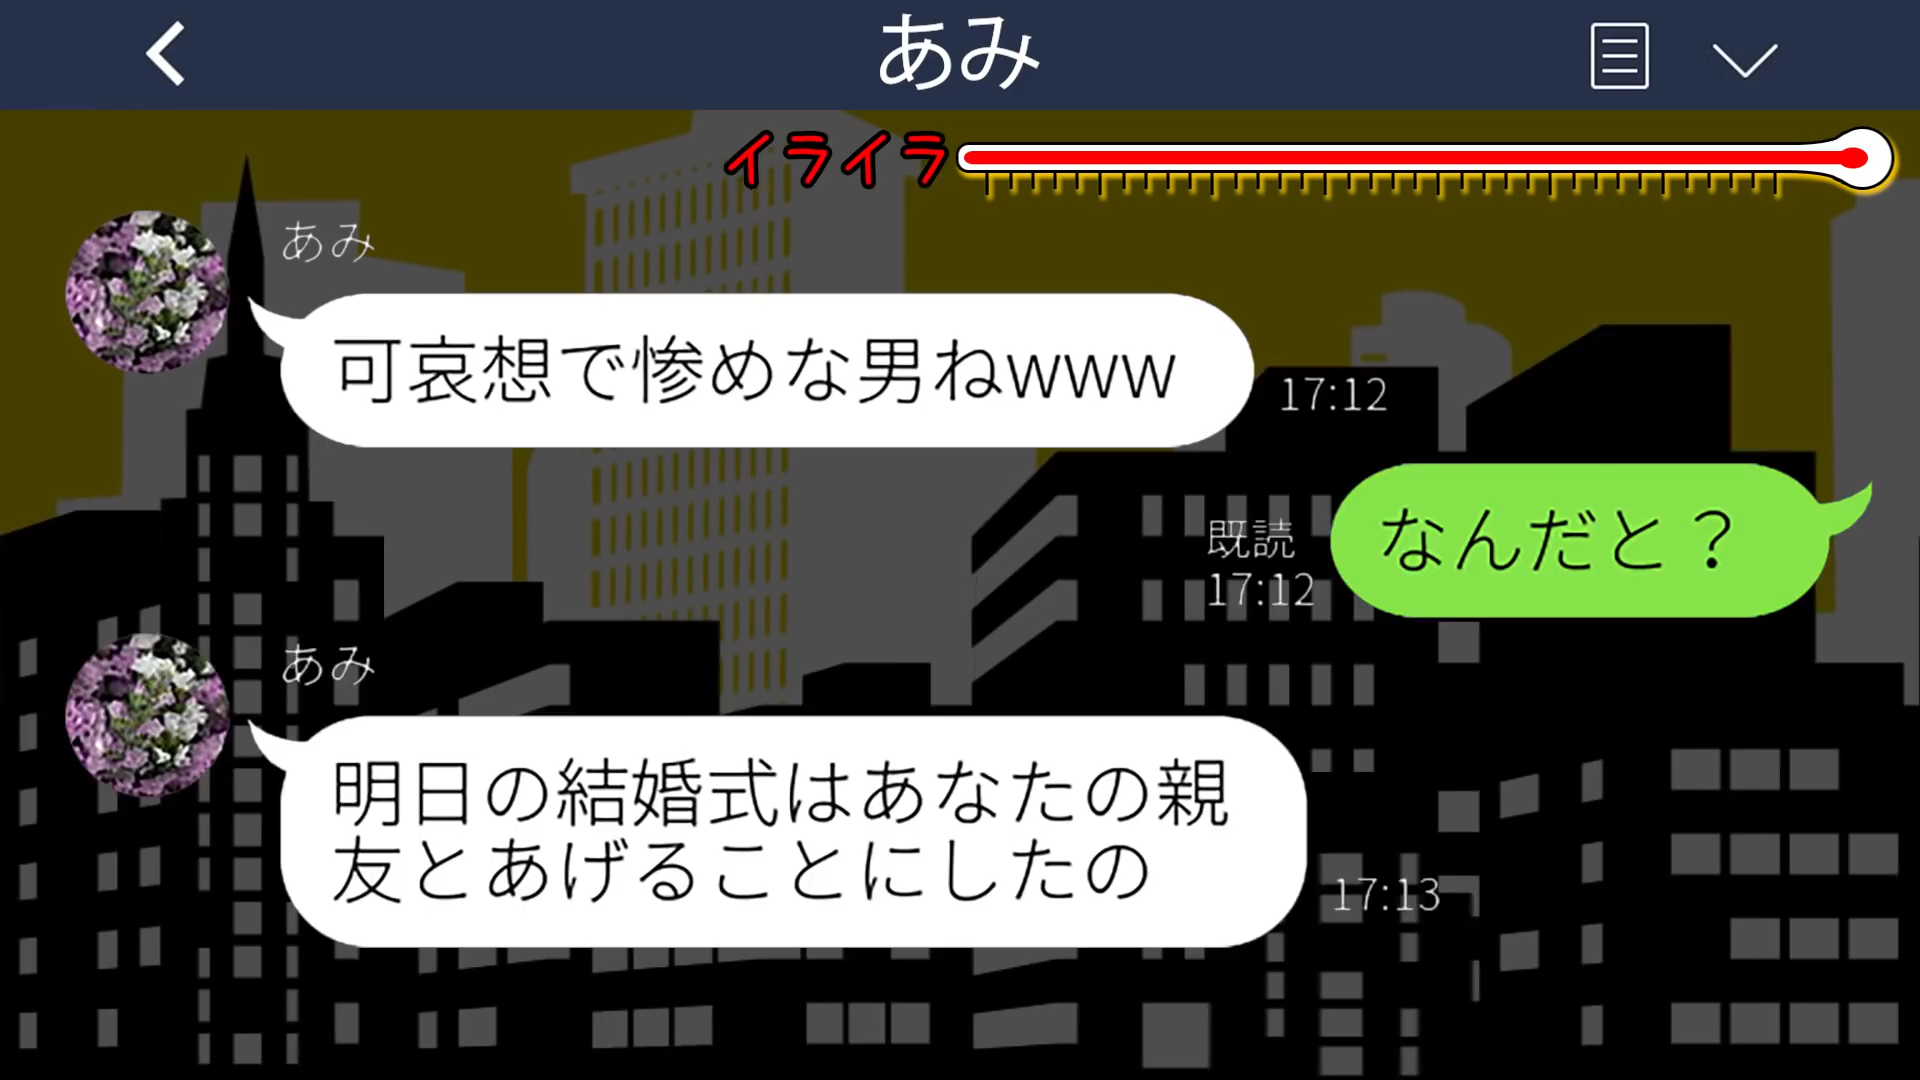 あみ
イライラ
あみ
可哀想で惨めな男ねwww
17:12
なんだと？
既読
17:12
あみ
明日の結婚式はあなたの親
友とあげることにしたの
17:13